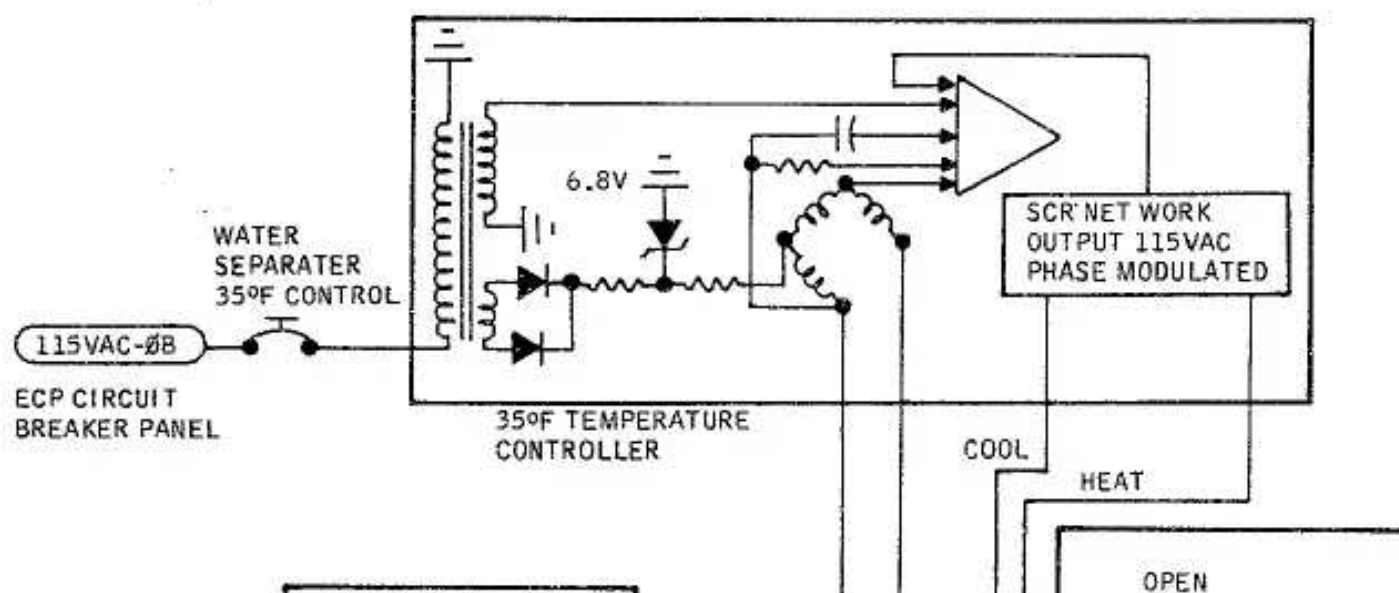 6.8V
SCR NET WORK
OUTPUT 115VAC
PHASE MODULATED
WATER
SEPARATER
35ºF CONTROL
115VAC-ØB
ECP CIRCUIT
BREAKER PANEL
35ºF TEMPERATURE
CONTROLLER
COOL
HEAT
OPEN